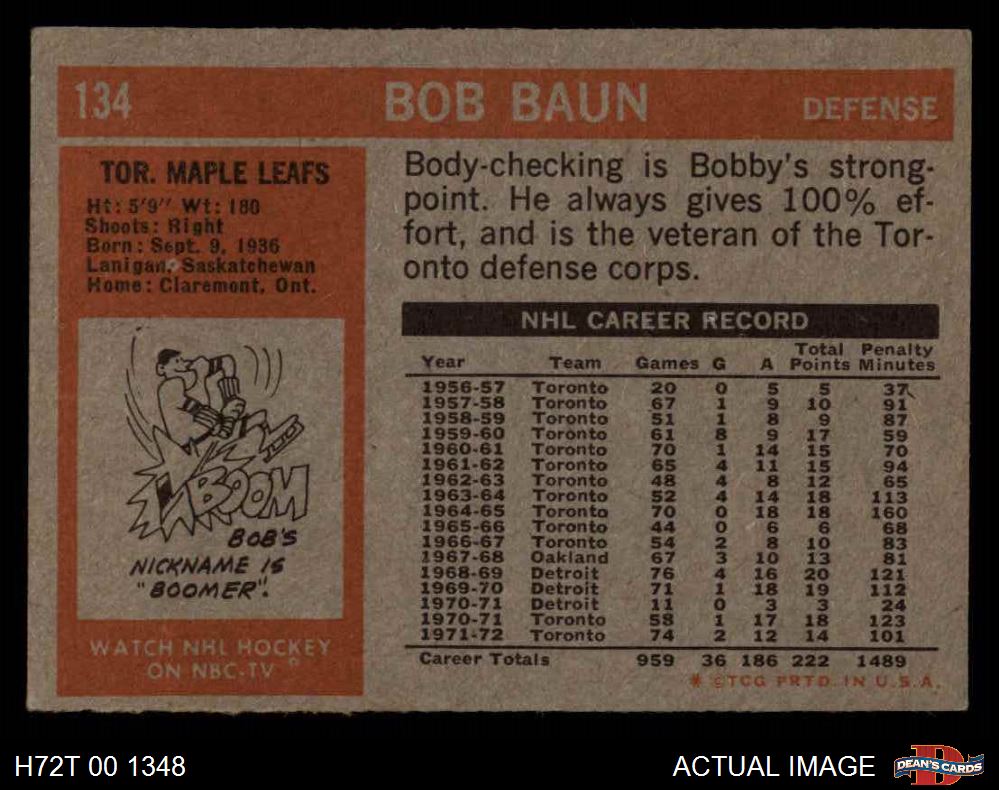 134 BOB BAUN DEFENSE
TOR. MAPLE LEAFS
Ht: 5'9" Wt: 180
Shoots: Right
Born: Sept. 9, 1936
Lanigan, Saskatchewan
Home: Claremont, Ont.
KABOOM
BOB'S
NICKNAME IS
"BOOMER".
WATCH NHL HOCKEY
ON NBC-TV
Body-checking is Bobby's strong-
point. He always gives 100% ef-
fort, and is the veteran of the Tor-
onto defense corps.
NHL CAREER RECORD
Year Team Games G A Total Points Penalty Minutes
1956-57 Toronto 20 0 5 5 37
1957-58 Toronto 67 1 9 10 91
1958-59 Toronto 51 1 8 9 87
1959-60 Toronto 61 8 9 17 59
1960-61 Toronto 70 1 14 15 70
1961-62 Toronto 65 4 11 15 94
1962-63 Toronto 48 4 8 12 65
1963-64 Toronto 52 4 14 18 113
1964-65 Toronto 70 0 18 18 160
1965-66 Toronto 44 0 6 6 68
1966-67 Toronto 54 2 8 10 83
1967-68 Oakland 67 3 10 13 81
1968-69 Detroit 76 4 16 20 121
1969-70 Detroit 71 1 18 19 112
1970-71 Detroit 11 0 3 3 24
1970-71 Toronto 58 1 17 18 123
1971-72 Toronto 74 2 12 14 101
Career Totals 959 36 186 222 1489
* ©TCG PRTD. IN U.S.A.
H72T 00 1348 ACTUAL IMAGE
D
DEAN'S CARDS